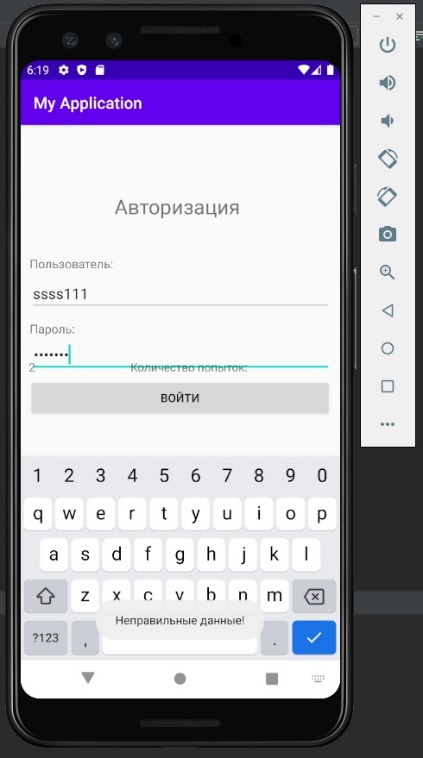 6:19
My Application
Авторизация
Пользователь:
ssss111
Пароль:
•••••••
2 Количество попыток:
ВОЙТИ
1 2 3 4 5 6 7 8 9 0
q w e r t y u i o p
a s d f g h j k l
z x c v b n m
Неправильные данные!
?123 , .